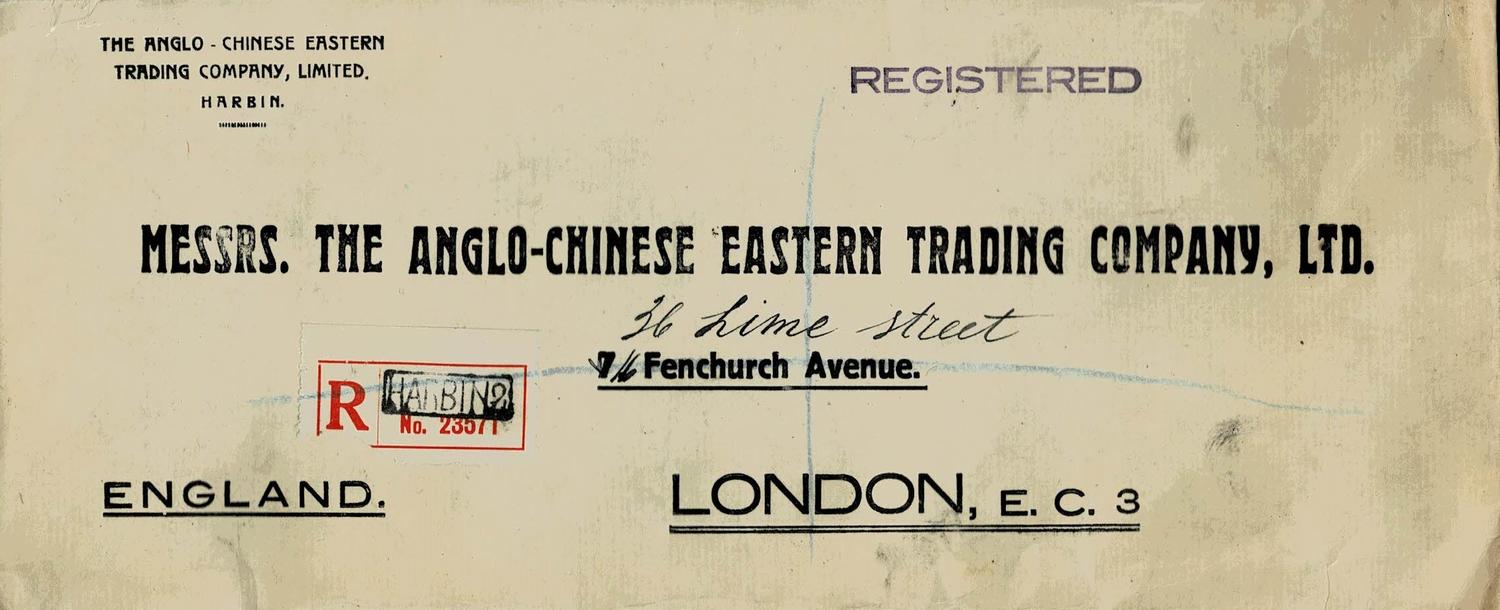 THE ANGLO - CHINESE EASTERN
TRADING COMPANY, LIMITED.
HARBIN.
REGISTERED
MESSRS. THE ANGLO-CHINESE EASTERN TRADING COMPANY, LTD.
36 Lime street
Fenchurch Avenue.
R HARBIN 2
No. 23571
ENGLAND.
LONDON, E. C. 3